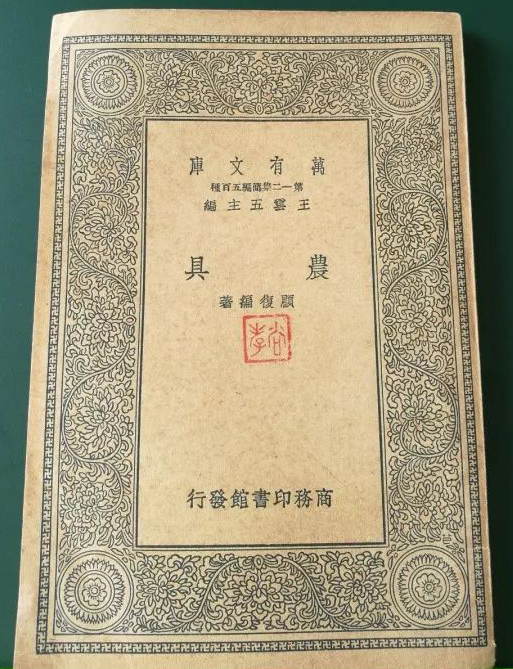 萬有文庫
第一二集簡編五百種
王雲五主編
農具
顧復編著
商務印書館發行